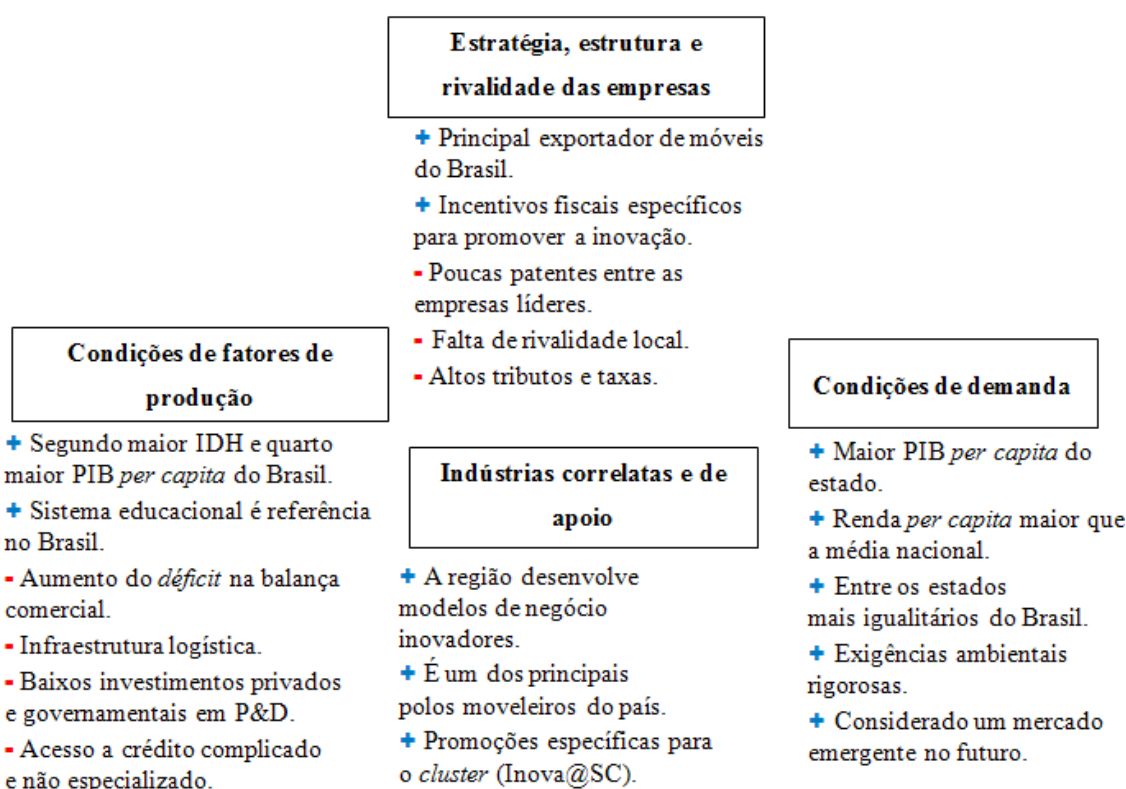 Estratégia, estrutura e
rivalidade das empresas
+ Principal exportador de móveis
do Brasil.
+ Incentivos fiscais específicos
para promover a inovação.
- Poucas patentes entre as
empresas líderes.
- Falta de rivalidade local.
- Altos tributos e taxas.
Condições de fatores de
produção
+ Segundo maior IDH e quarto
maior PIB per capita do Brasil.
+ Sistema educacional é referência
no Brasil.
- Aumento do déficit na balança
comercial.
- Infraestrutura logística.
- Baixos investimentos privados
e governamentais em P&D.
- Acesso a crédito complicado
e não especializado.
Indústrias correlatas e de
apoio
+ A região desenvolve
modelos de negócio
inovadores.
+ É um dos principais
polos moveleiros do país.
+ Promoções específicas para
o cluster (Inova@SC).
Condições de demanda
+ Maior PIB per capita do
estado.
+ Renda per capita maior que
a média nacional.
+ Entre os estados
mais igualitários do Brasil.
+ Exigências ambientais
rigorosas.
+ Considerado um mercado
emergente no futuro.